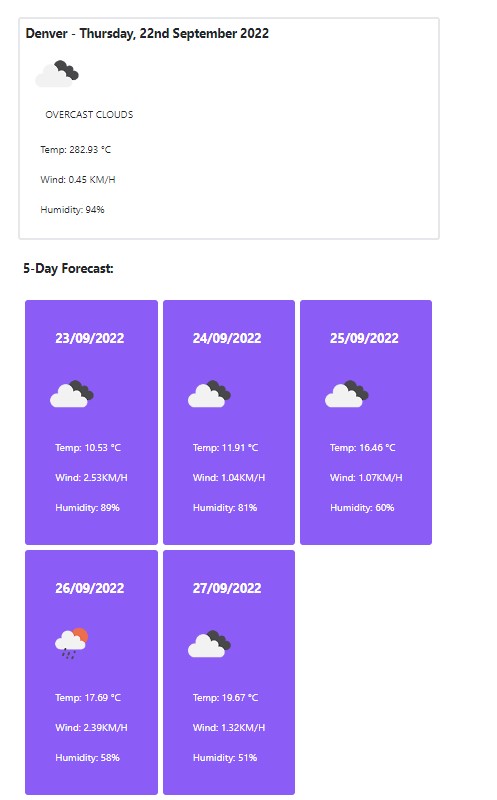 Denver - Thursday, 22nd September 2022
OVERCAST CLOUDS
Temp: 282.93 °C
Wind: 0.45 KM/H
Humidity: 94%
5-Day Forecast:
23/09/2022
Temp: 10.53 °C
Wind: 2.53KM/H
Humidity: 89%
24/09/2022
Temp: 11.91 °C
Wind: 1.04KM/H
Humidity: 81%
25/09/2022
Temp: 16.46 °C
Wind: 1.07KM/H
Humidity: 60%
26/09/2022
Temp: 17.69 °C
Wind: 2.39KM/H
Humidity: 58%
27/09/2022
Temp: 19.67 °C
Wind: 1.32KM/H
Humidity: 51%